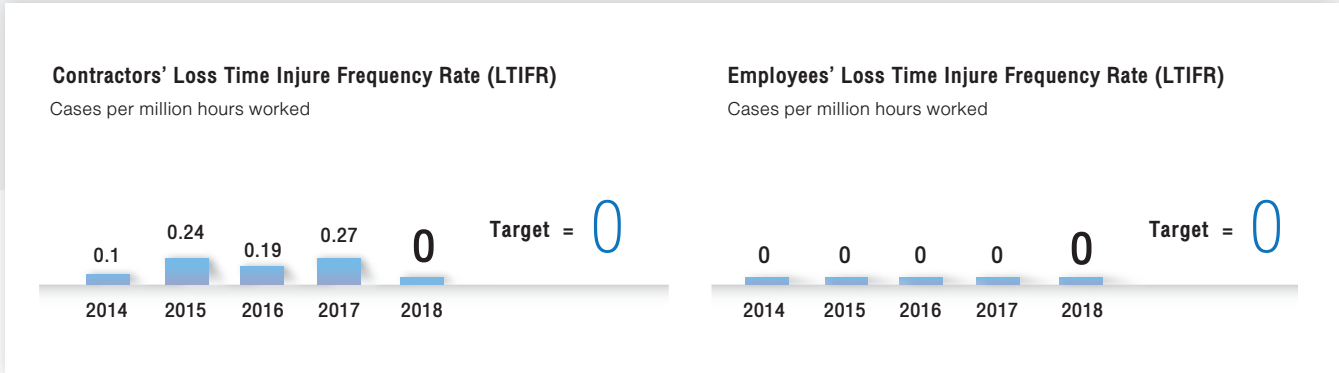 Contractors’ Loss Time Injure Frequency Rate (LTIFR)
Cases per million hours worked
0.1 0.24 0.19 0.27 0 Target = 0
2014 2015 2016 2017 2018
Employees’ Loss Time Injure Frequency Rate (LTIFR)
Cases per million hours worked
0 0 0 0 0 Target = 0
2014 2015 2016 2017 2018